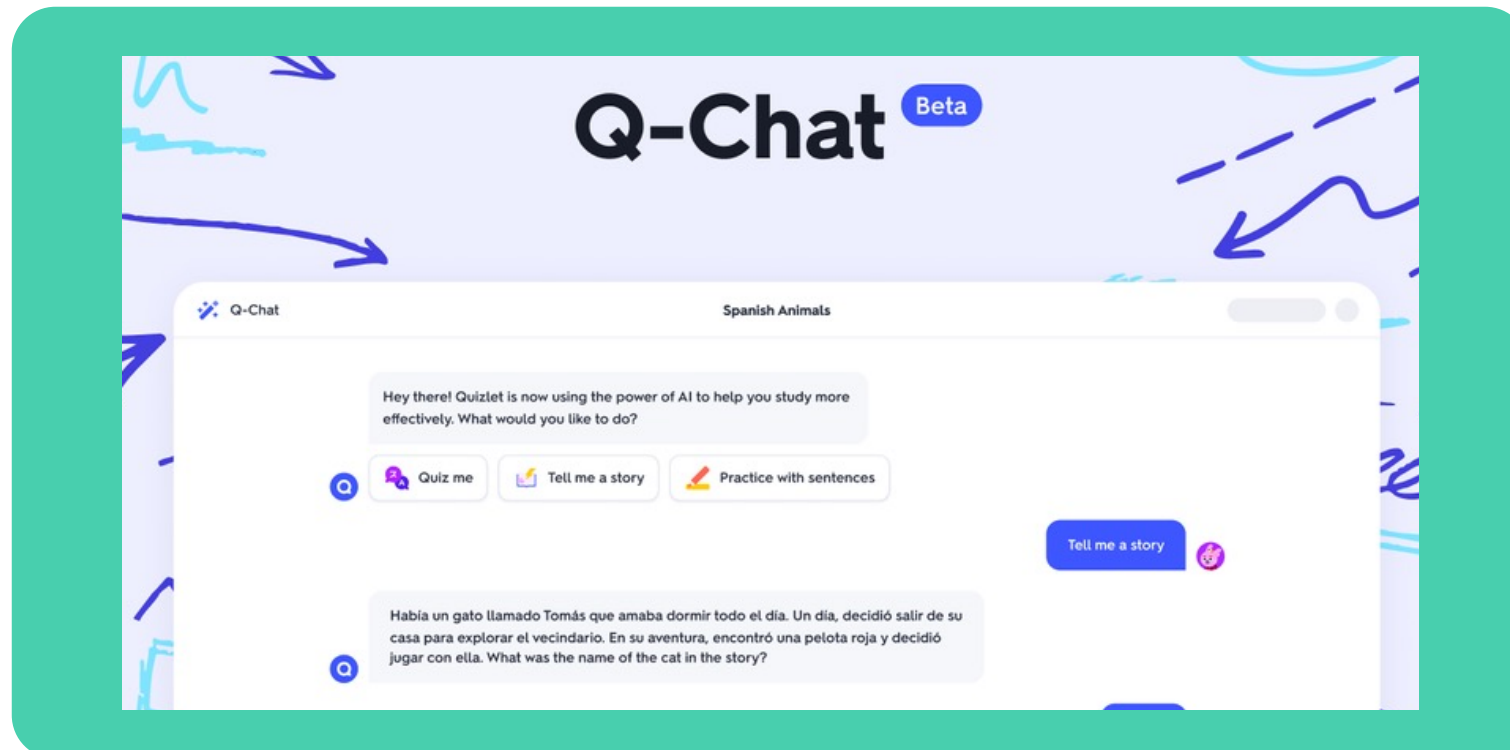 Q-Chat Beta
Q-Chat
Spanish Animals
Hey there! Quizlet is now using the power of AI to help you study more
effectively. What would you like to do?
Quiz me
Tell me a story
Practice with sentences
Tell me a story
Había un gato llamado Tomás que amaba dormir todo el día. Un día, decidió salir de su
casa para explorar el vecindario. En su aventura, encontró una pelota roja y decidió
jugar con ella. What was the name of the cat in the story?